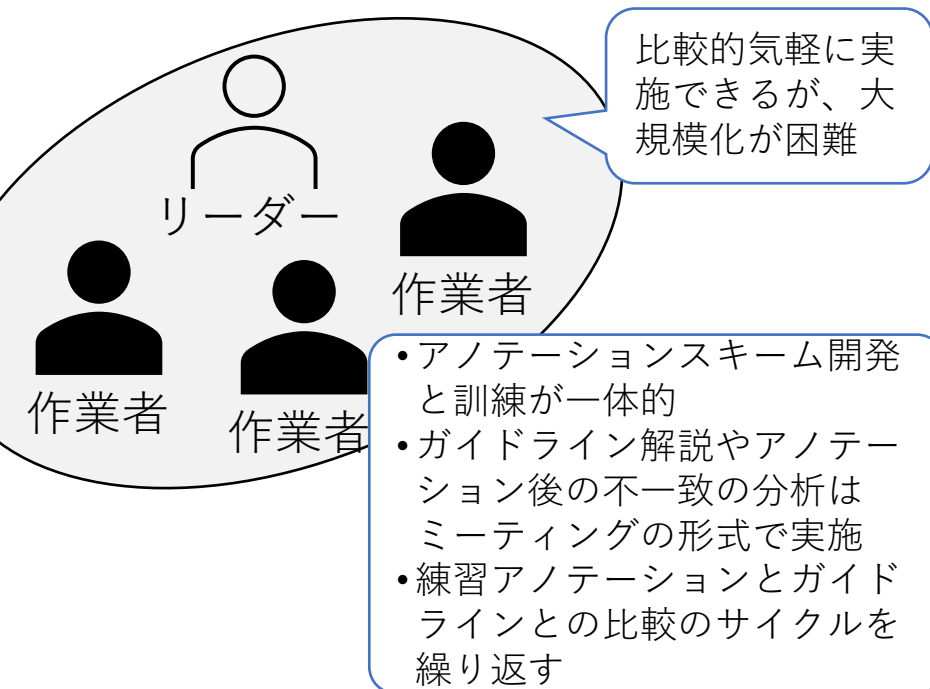 比較的気軽に実
施できるが、大
規模化が困難
リーダー
作業者
作業者
作業者
•アノテーションスキーム開発
と訓練が一体的
•ガイドライン解説やアノテー
ション後の不一致の分析は
ミーティングの形式で実施
•練習アノテーションとガイド
ラインとの比較のサイクルを
繰り返す